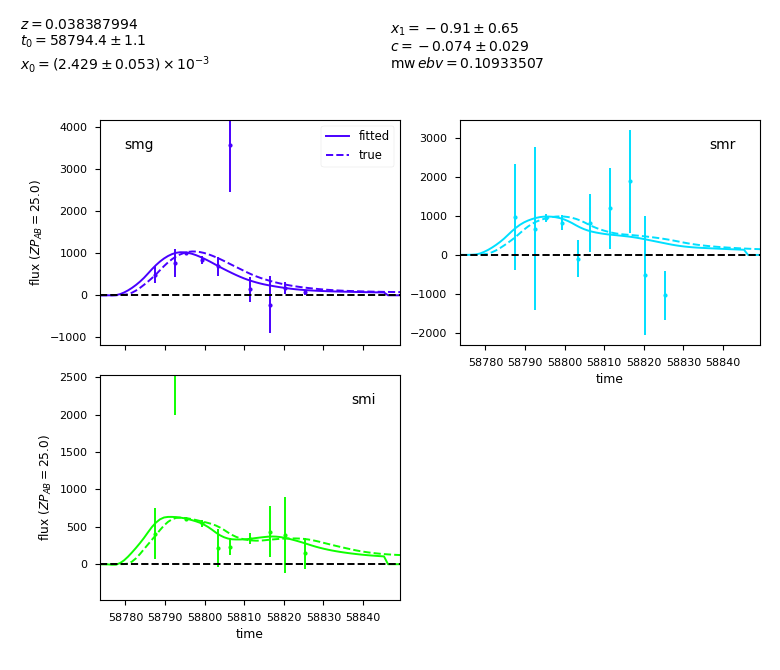 z = 0.038387994
t₀ = 58794.4 ± 1.1
x₀ = (2.429 ± 0.053) × 10⁻³
x₁ = −0.91 ± 0.65
c = −0.074 ± 0.029
mw ebv = 0.10933507
smg
fitted
true
4000
3000
2000
1000
0
−1000
flux (ZP_AB = 25.0)
smr
3000
2000
1000
0
−1000
−2000
58780 58790 58800 58810 58820 58830 58840
time
smi
2500
2000
1500
1000
500
0
flux (ZP_AB = 25.0)
58780 58790 58800 58810 58820 58830 58840
time